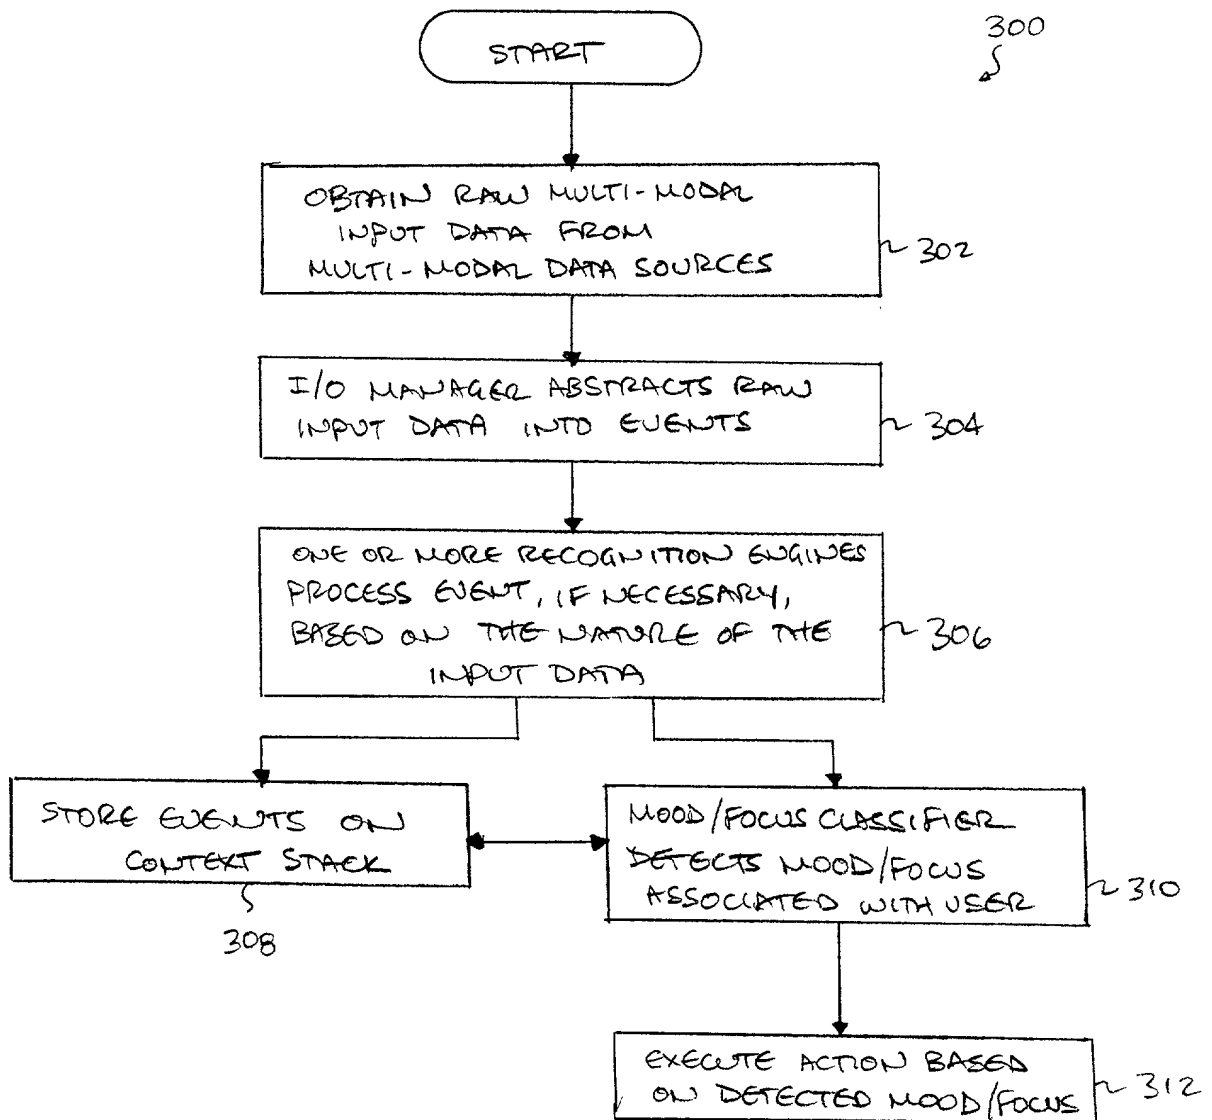 START
300
OBTAIN RAW MULTI-MODAL
INPUT DATA FROM
MULTI-MODAL DATA SOURCES
302
I/O MANAGER ABSTRACTS RAW
INPUT DATA INTO EVENTS
304
ONE OR MORE RECOGNITION ENGINES
PROCESS EVENT, IF NECESSARY,
BASED ON THE NATURE OF THE
INPUT DATA
306
STORE EVENTS ON
CONTEXT STACK
308
MOOD/FOCUS CLASSIFIER
DETECTS MOOD/FOCUS
ASSOCIATED WITH USER
310
EXECUTE ACTION BASED
ON DETECTED MOOD/FOCUS
312